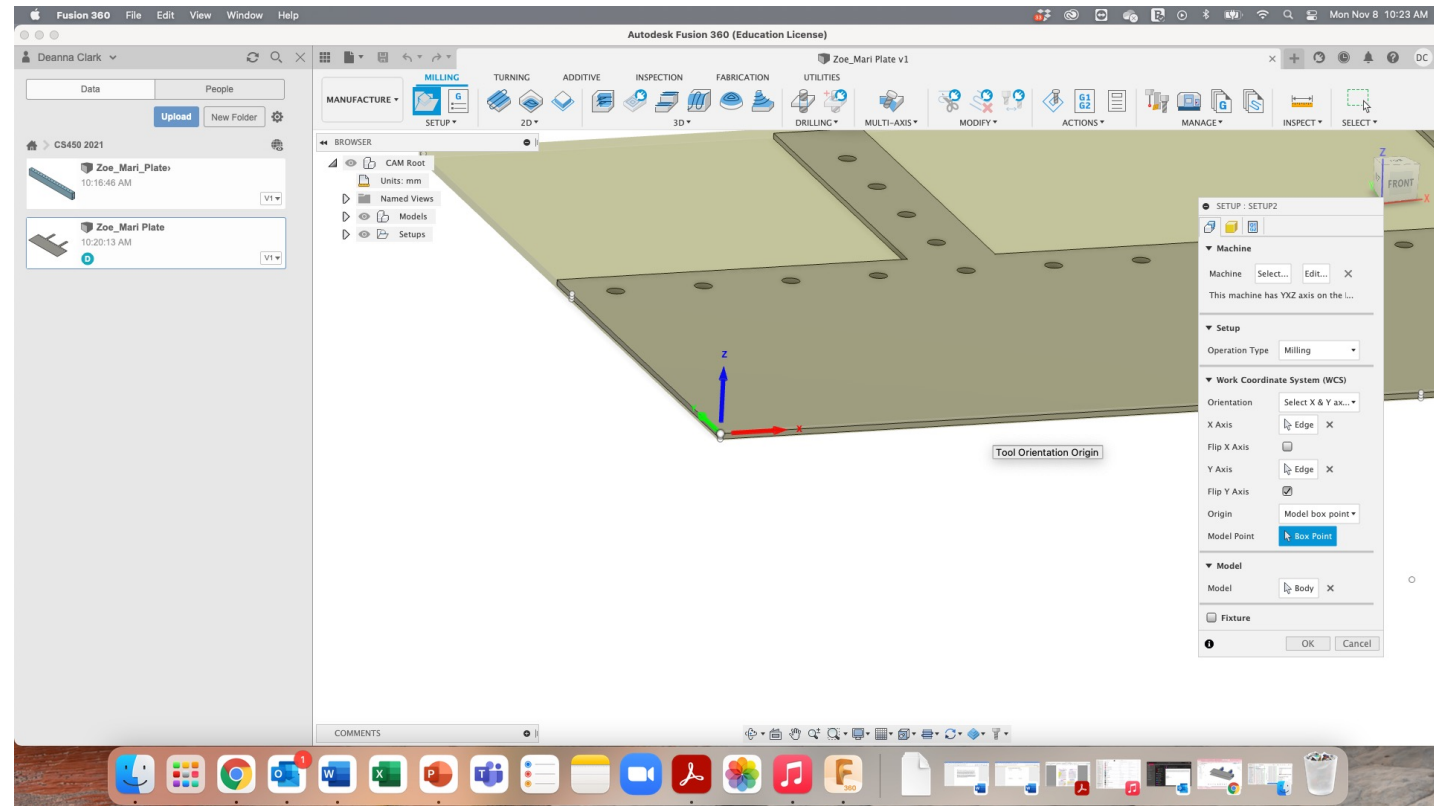 Fusion 360 File Edit View Window Help
Mon Nov 8 10:23 AM
Autodesk Fusion 360 (Education License)
Deanna Clark
Zoe_Mari Plate v1
DC
Data People
Upload New Folder
CS450 2021
Zoe_Mari_Plate
10:16:46 AM
V1
Zoe_Mari Plate
10:20:13 AM
D
V1
MILLING TURNING ADDITIVE INSPECTION FABRICATION UTILITIES
MANUFACTURE
G
G1
G2
G
SETUP 2D 3D DRILLING MULTI-AXIS MODIFY ACTIONS MANAGE INSPECT SELECT
BROWSER
CAM Root
Units: mm
Named Views
Models
Setups
Z
FRONT
X
SETUP : SETUP2
Machine
Machine Select... Edit...
This machine has YXZ axis on the
Setup
Operation Type Milling
Work Coordinate System (WCS)
Orientation Select X & Y ax...
X Axis Edge
Flip X Axis
Y Axis Edge
Flip Y Axis
Origin Model box point
Model Point Box Point
Model
Model Body
Fixture
OK Cancel
Z
X
Tool Orientation Origin
COMMENTS
1
360